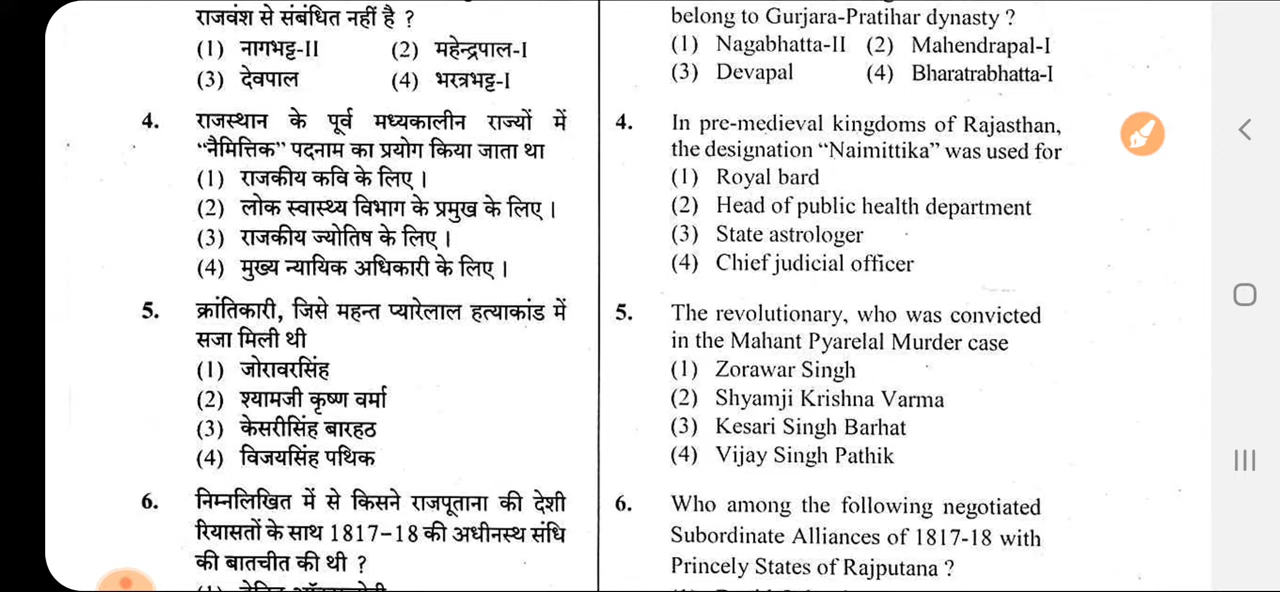 राजवंश से संबंधित नहीं है ?
(1) नागभट्ट-II (2) महेन्द्रपाल-I
(3) देवपाल (4) भरत्रभट्ट-I
4. राजस्थान के पूर्व मध्यकालीन राज्यों में
“नैमित्तिक” पदनाम का प्रयोग किया जाता था
(1) राजकीय कवि के लिए ।
(2) लोक स्वास्थ्य विभाग के प्रमुख के लिए ।
(3) राजकीय ज्योतिष के लिए ।
(4) मुख्य न्यायिक अधिकारी के लिए ।
5. क्रांतिकारी, जिसे महन्त प्यारेलाल हत्याकांड में
सजा मिली थी
(1) जोरावरसिंह
(2) श्यामजी कृष्ण वर्मा
(3) केसरीसिंह बारहठ
(4) विजयसिंह पथिक
6. निम्नलिखित में से किसने राजपूताना की देशी
रियासतों के साथ 1817-18 की अधीनस्थ संधि
की बातचीत की थी ?
belong to Gurjara-Pratihar dynasty ?
(1) Nagabhatta-II (2) Mahendrapal-I
(3) Devapal (4) Bharatrabhatta-I
4. In pre-medieval kingdoms of Rajasthan,
the designation “Naimittika” was used for
(1) Royal bard
(2) Head of public health department
(3) State astrologer
(4) Chief judicial officer
5. The revolutionary, who was convicted
in the Mahant Pyarelal Murder case
(1) Zorawar Singh
(2) Shyamji Krishna Varma
(3) Kesari Singh Barhat
(4) Vijay Singh Pathik
6. Who among the following negotiated
Subordinate Alliances of 1817-18 with
Princely States of Rajputana ?